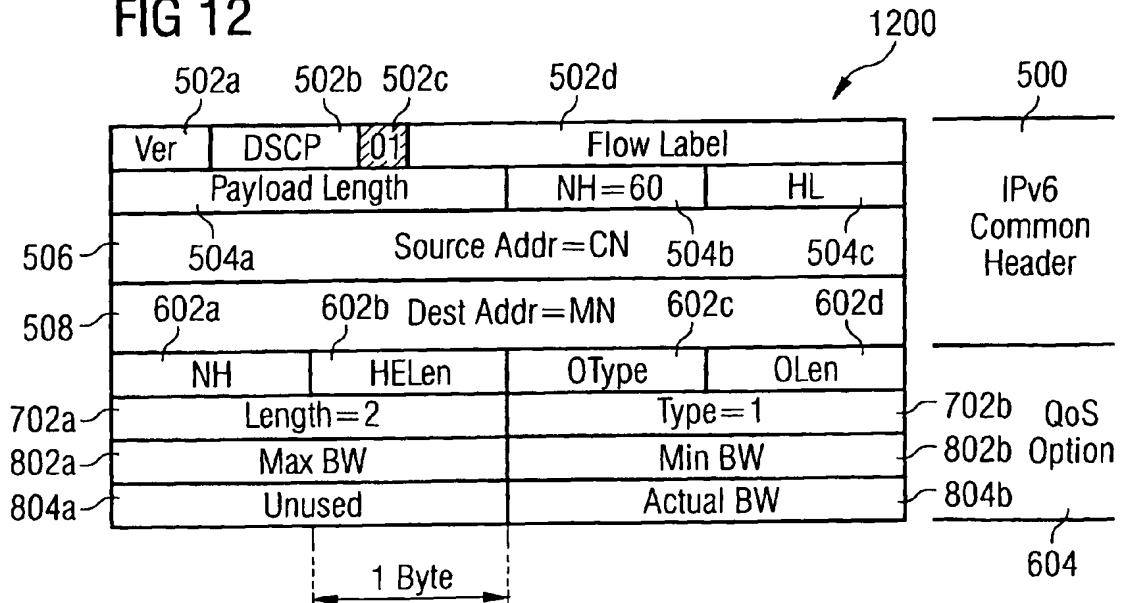 FIG 12
1200
502a 502b 502c 502d 500
Ver DSCP 01 Flow Label
Payload Length NH=60 HL
IPv6
Common
Header
506 Source Addr=CN
504a 504b 504c
602a 602b 602c 602d
508 Dest Addr=MN
NH HELen OType OLen
702a Length=2 Type=1 702b
QoS
Option
802a Max BW Min BW 802b
804a Unused Actual BW 804b
604
1 Byte